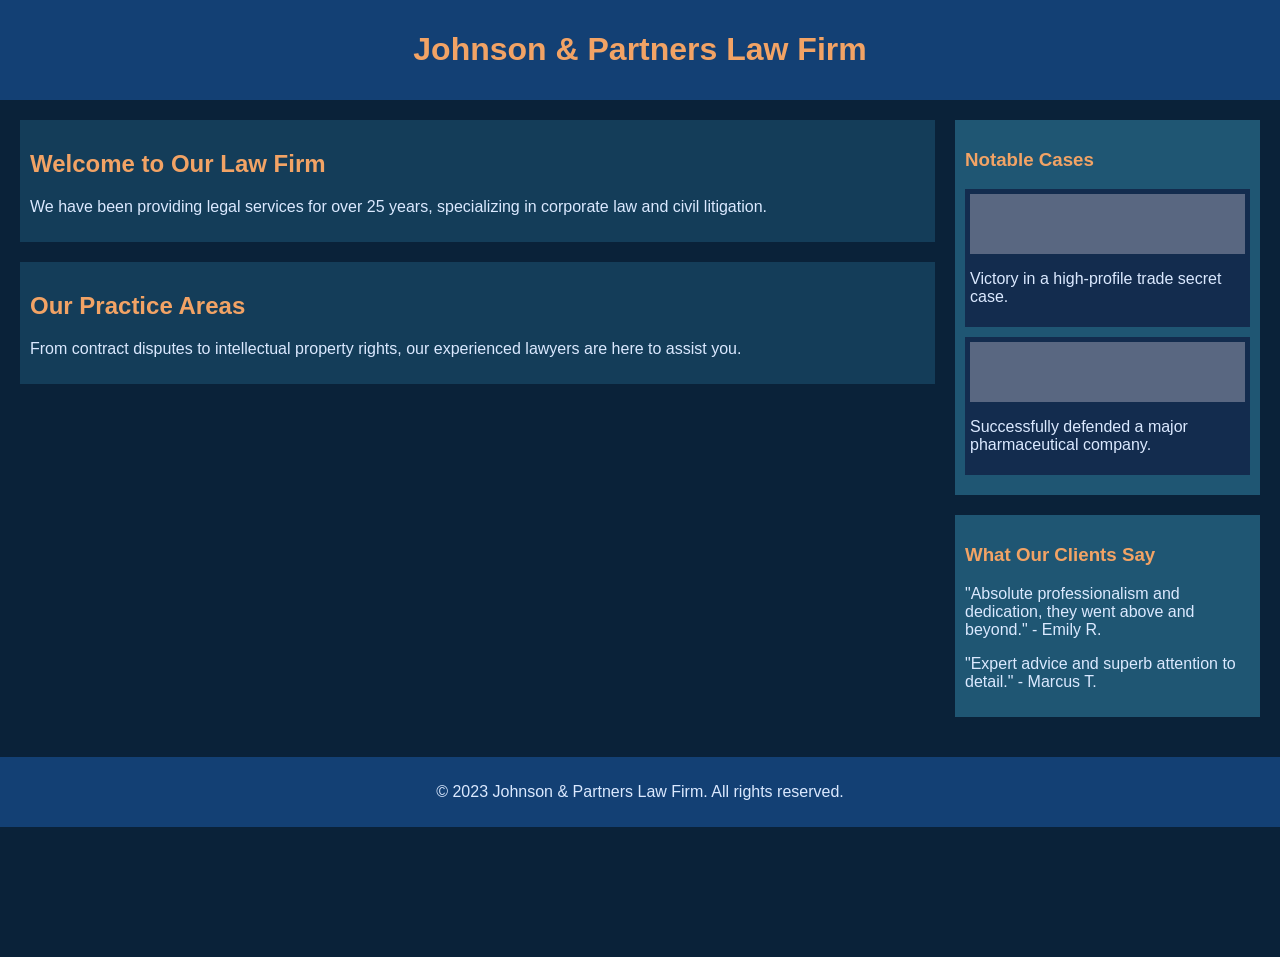 Johnson & Partners Law Firm
Welcome to Our Law Firm
We have been providing legal services for over 25 years, specializing in corporate law and civil litigation.
Our Practice Areas
From contract disputes to intellectual property rights, our experienced lawyers are here to assist you.
Notable Cases
Victory in a high-profile trade secret
case.
Successfully defended a major
pharmaceutical company.
What Our Clients Say
"Absolute professionalism and
dedication, they went above and
beyond." - Emily R.
"Expert advice and superb attention to
detail." - Marcus T.
© 2023 Johnson & Partners Law Firm. All rights reserved.